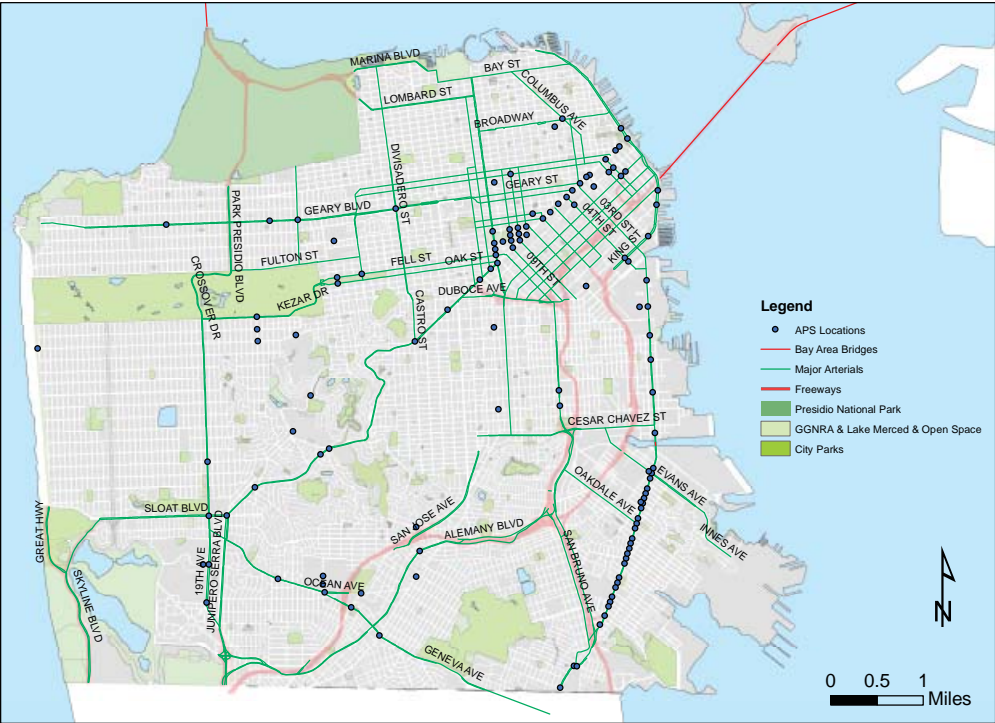 MARINA BLVD
BAY ST
COLUMBUS AVE
LOMBARD ST
BROADWAY
DIVISADERO ST
GEARY ST
PARK PRESIDIO BLVD
GEARY BLVD
03RD ST
04TH ST
KING ST
FULTON ST
FELL ST
OAK ST
09TH ST
CROSSOVER DR
KEZAR DR
DUBOCE AVE
CASTRO ST
Legend
APS Locations
Bay Area Bridges
Major Arterials
Freeways
Presidio National Park
GGNRA & Lake Merced & Open Space
City Parks
CESAR CHAVEZ ST
OAKDALE AVE
EVANS AVE
GREAT HWY
SLOAT BLVD
SAN JOSE AVE
ALEMANY BLVD
INNES AVE
SKYLINE BLVD
19TH AVE
JUNIPERO SERRA BLVD
OCEAN AVE
SAN BRUNO AVE
GENEVA AVE
N
0 0.5 1
Miles